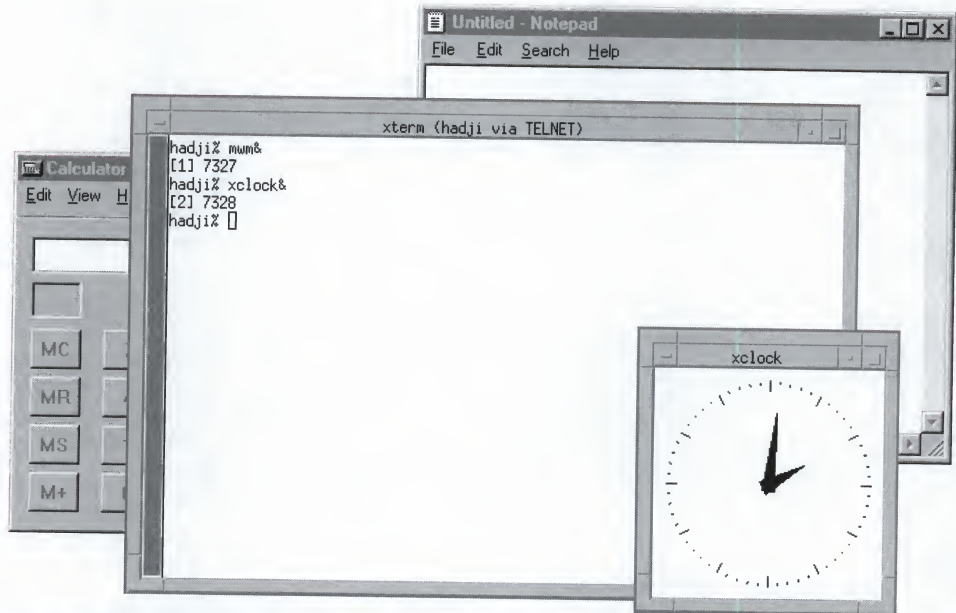 Untitled - Notepad
File Edit Search Help
xterm (hadji via TELNET)
hadji% mwm&
[1] 7327
hadji% xclock&
[2] 7328
hadji%
Calculator
Edit View H
MC
MR
MS
M+
xclock